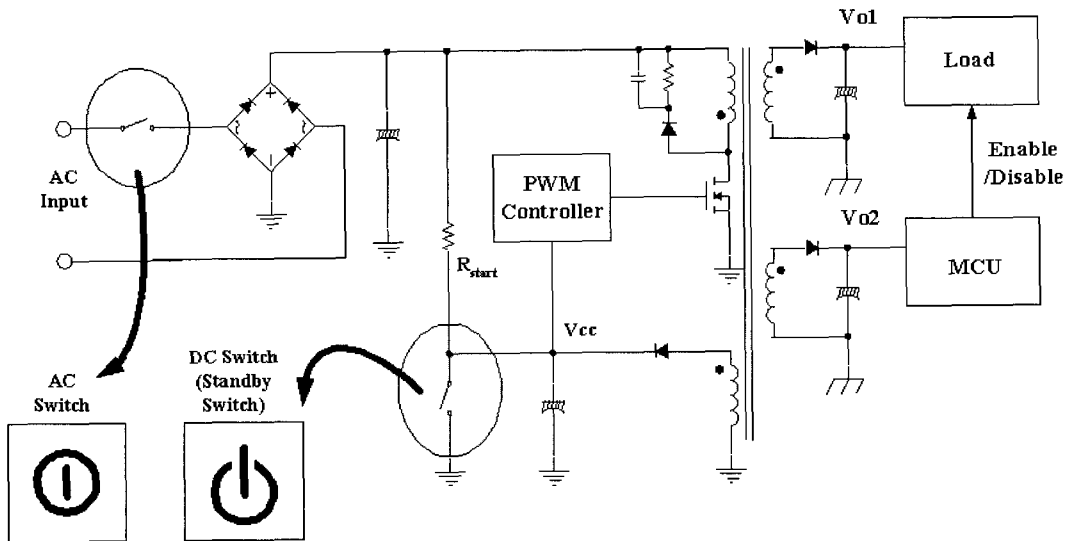 Vo1
Load
AC
Input
PWM
Controller
Enable
/Disable
Vo2
MCU
Rstart
Vcc
DC Switch
(Standby
Switch)
AC
Switch